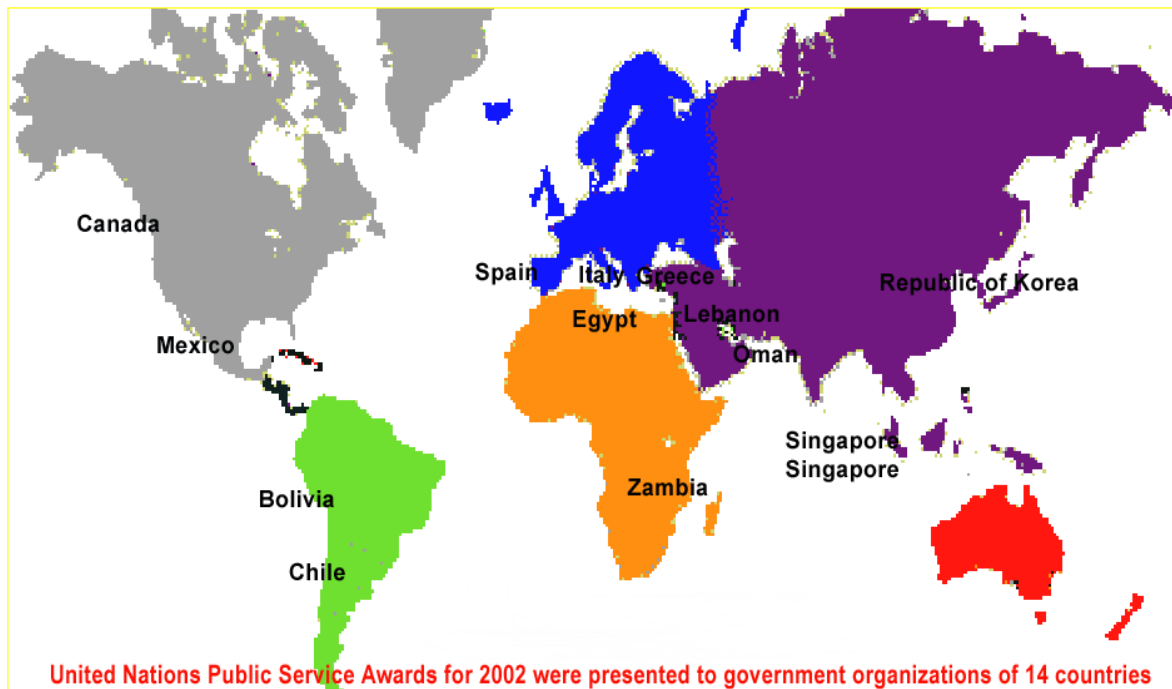 Canada
Spain Italy Greece
Republic of Korea
Egypt
Lebanon
Mexico
Oman
Singapore
Singapore
Bolivia
Zambia
Chile
United Nations Public Service Awards for 2002 were presented to government organizations of 14 countries